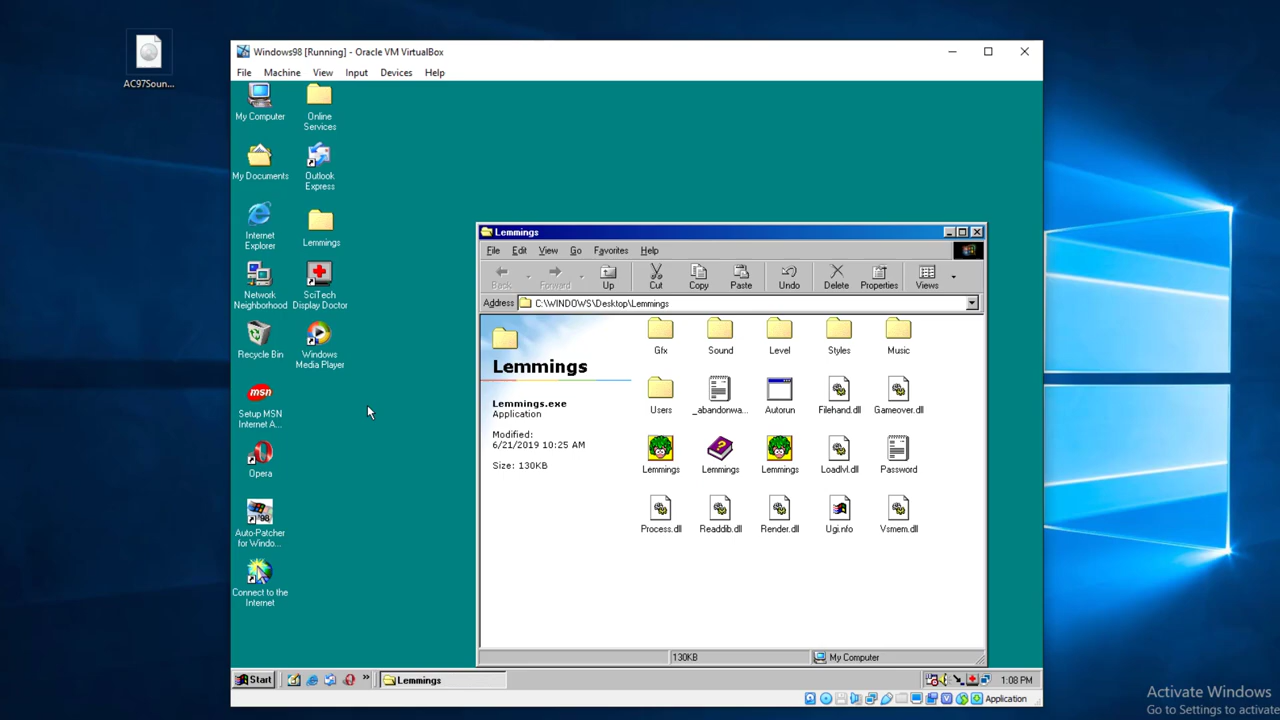 AC97Soun...
Windows98 [Running] - Oracle VM VirtualBox
File Machine View Input Devices Help
My Computer
Online
Services
My Documents
Outlook
Express
Internet
Explorer
Lemmings
Network
Neighborhood
SciTech
Display Doctor
Recycle Bin
Windows
Media Player
msn
Setup MSN
Internet A...
Opera
'98
Auto-Patcher
for Windo...
Connect to the
Internet
Lemmings
File Edit View Go Favorites Help
Back Forward Up Cut Copy Paste Undo Delete Properties Views
Address C:\WINDOWS\Desktop\Lemmings
Lemmings
Lemmings.exe
Application
Modified:
6/21/2019 10:25 AM
Size: 130KB
Gfx Sound Level Styles Music
Users _abandonwa... Autorun Filehand.dll Gameover.dll
Lemmings Lemmings Lemmings Loadlvl.dll Password
Process.dll Readdib.dll Render.dll Ugi.nfo Vsmem.dll
130KB My Computer
Start » Lemmings 1:08 PM
Application
Activate Windows
Go to Settings to activate